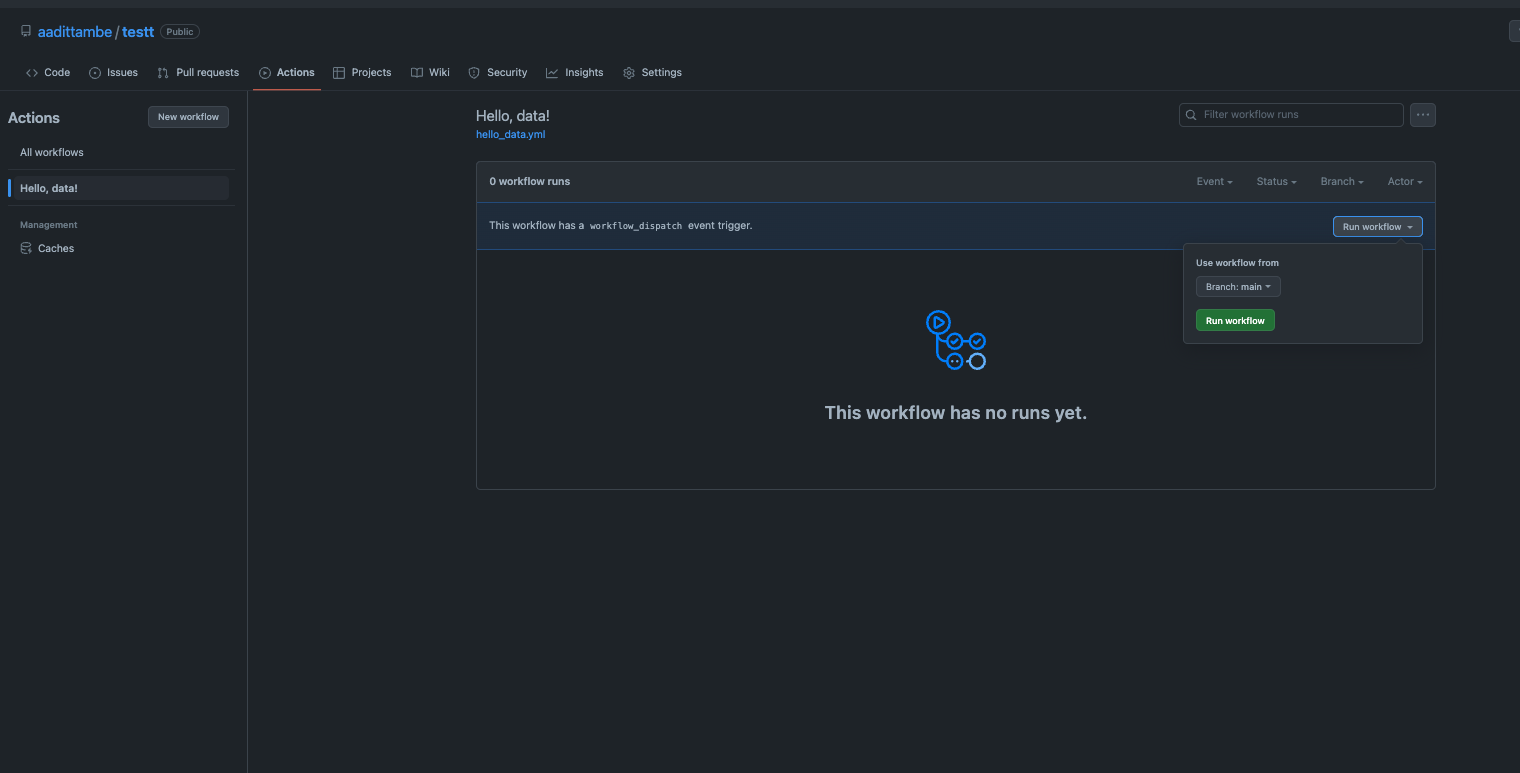 aadittambe / testt Public
Code Issues Pull requests Actions Projects Wiki Security Insights Settings
Actions
New workflow
All workflows
Hello, data!
Management
Caches
Hello, data!
hello_data.yml
Filter workflow runs
0 workflow runs
Event Status Branch Actor
This workflow has a workflow_dispatch event trigger.
Run workflow
Use workflow from
Branch: main
Run workflow
This workflow has no runs yet.